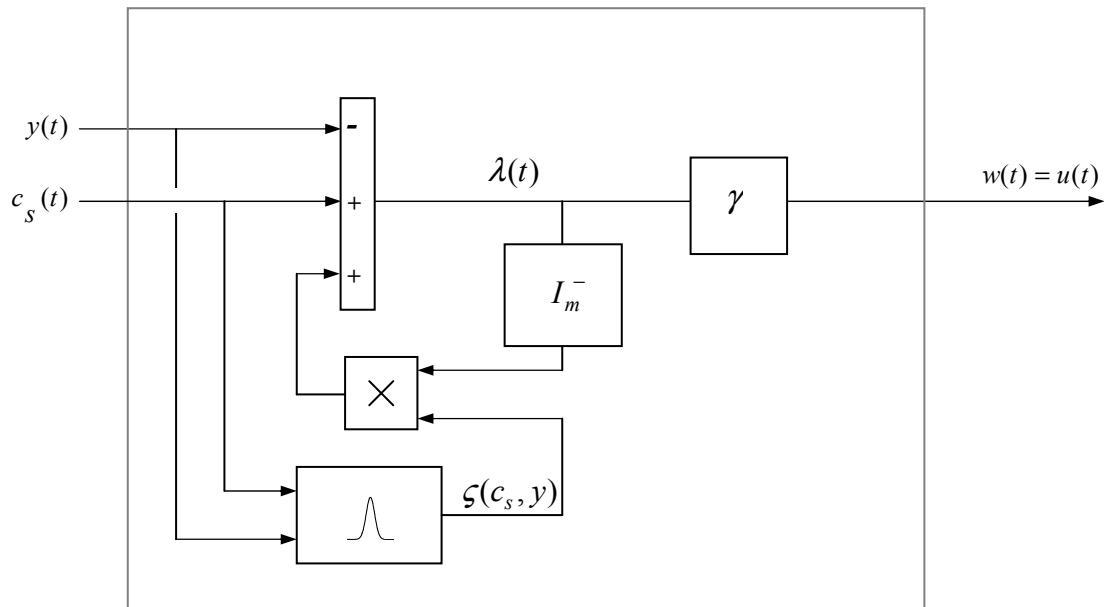 y(t)
-
λ(t)
w(t) = u(t)
c_s(t)
+
γ
+
I_m^-
×
ς(c_s, y)